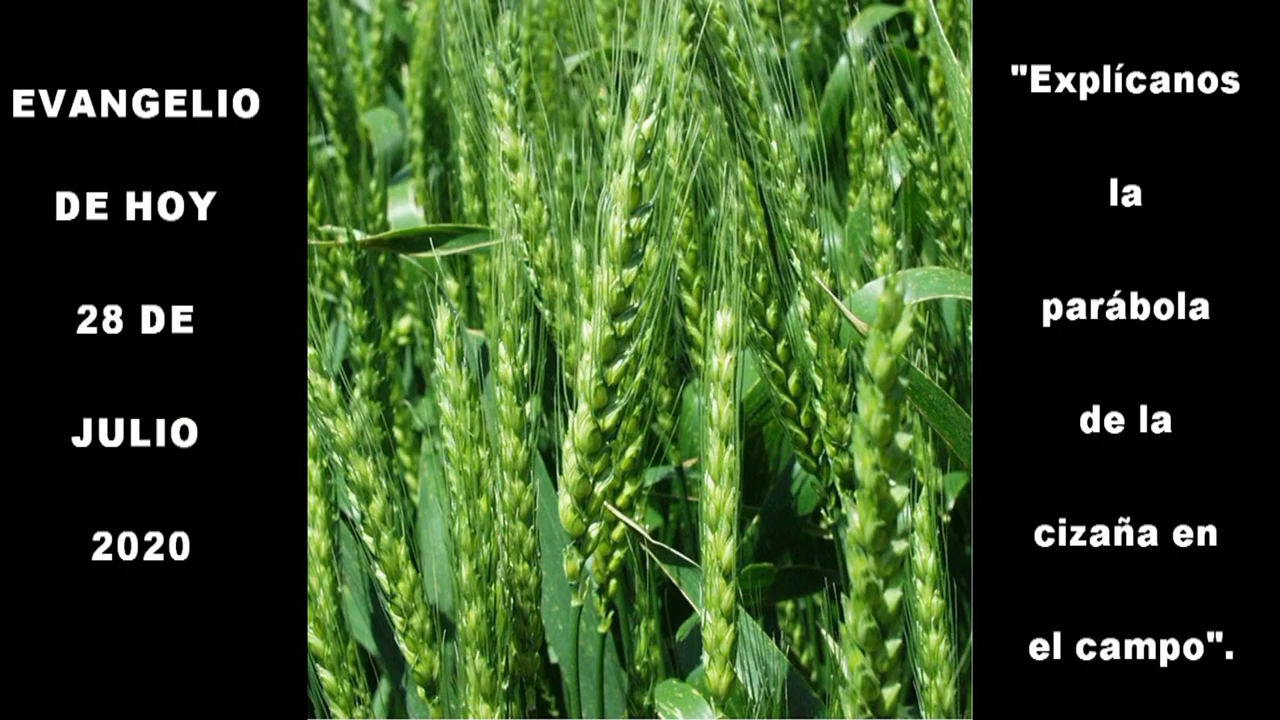 EVANGELIO
DE HOY
28 DE
JULIO
2020
"Explícanos
la
parábola
de la
cizaña en
el campo".